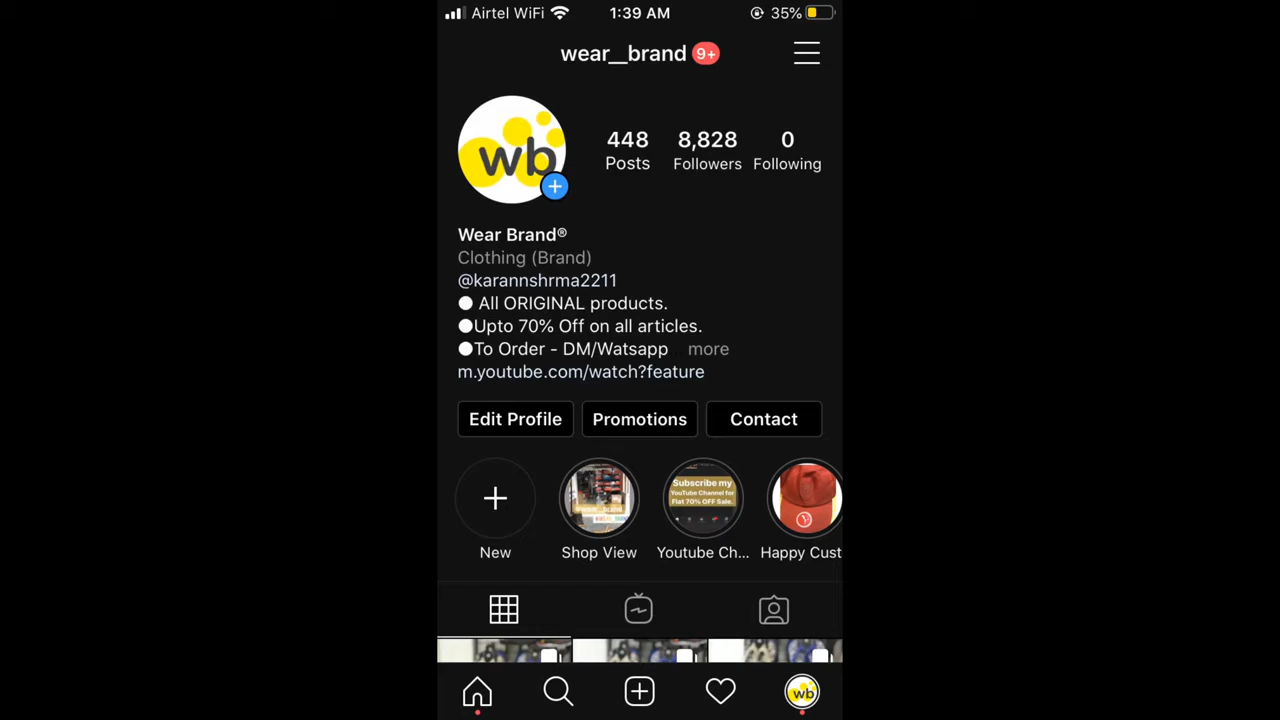 Airtel WiFi 1:39 AM 35%
wear__brand 9+
wb
448 8,828 0
Posts Followers Following
Wear Brand®
Clothing (Brand)
@karannshrma2211
● All ORIGINAL products.
●Upto 70% Off on all articles.
●To Order - DM/Watsapp ... more
m.youtube.com/watch?feature
Edit Profile Promotions Contact
Subscribe my
YouTube Channel for
Flat 70% OFF Sale.
New Shop View Youtube Ch... Happy Cust
wb